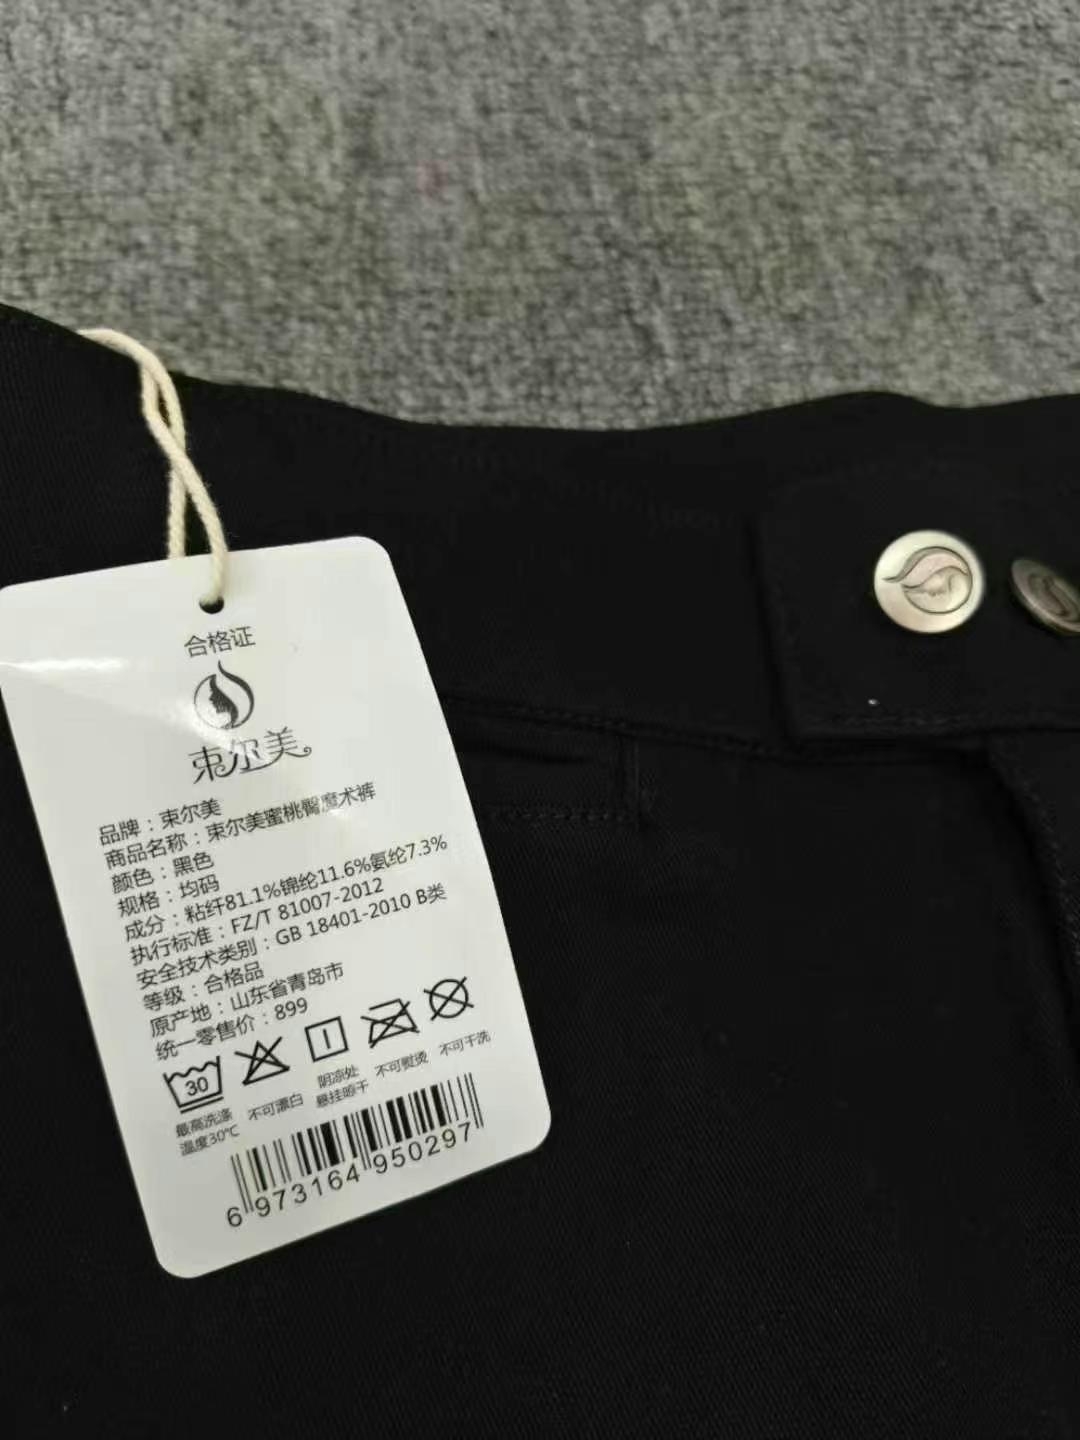 合格证
束尔美
品牌：束尔美
商品名称：束尔美蜜桃臀魔术裤
颜色：黑色
规格：均码
成分：粘纤81.1%锦纶11.6%氨纶7.3%
执行标准：FZ/T 81007-2012
安全技术类别：GB 18401-2010 B类
等级：合格品
原产地：山东省青岛市
统一零售价：899
30
最高洗涤
温度30℃
不可漂白
阴凉处
悬挂晾干
不可熨烫
不可干洗
6 973164 950297